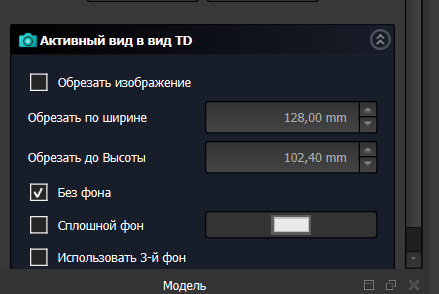 Активный вид в вид TD
Обрезать изображение
Обрезать по ширине 128,00 mm
Обрезать до Высоты 102,40 mm
Без фона
Сплошной фон
Использовать 3-й фон
Модель